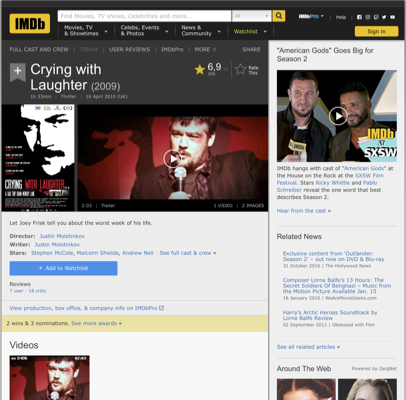 IMDb
Find Movies, TV shows, Celebrities and more...
All
IMDbPro
Help
Movies, TV
& Showtimes
Celebs, Events
& Photos
News &
Community
Watchlist
Sign in
FULL CAST AND CREW
TRIVIA
USER REVIEWS
IMDbPro
MORE
SHARE
Crying with
Laughter (2009)
6,9
Rate
This
1h 33min | Thriller | 16 April 2010 (UK)
CRYING WITH LAUGHTER
2:03 | Trailer
1 VIDEO | 2 IMAGES
Let Joey Frisk tell you about the worst week of his life.
Director: Justin Molotnikov
Writer: Justin Molotnikov
Stars: Stephen McCole, Malcolm Shields, Andrew Neil | See full cast & crew »
+ Add to Watchlist
Reviews
7 user | 18 critic
View production, box office, & company info on IMDbPro
2 wins & 3 nominations. See more awards »
Videos
"American Gods" Goes Big for
Season 2
IMDb
AT
SXSW
IMDb hangs with cast of "American Gods" at
the House on the Rock at the SXSW Film
Festival. Stars Ricky Whittle and Pablo
Schreiber reveal the one word that best
describes Season 2.
Hear from the cast »
Related News
Exclusive content from 'Outlander:
Season 2' – out now on DVD & Blu-ray
31 October 2016 | The Hollywood News
Composer Lorne Balfe's 13 Hours: The
Secret Soldiers Of Benghazi – Music from
the Motion Picture Available Jan. 15
16 January 2016 | WeAreMovieGeeks.com
Harry's Arctic Heroes Soundtrack by
Lorne Balfe Review
02 September 2011 | Obsessed with Film
See all related articles »
Around The Web
Powered by ZergNet